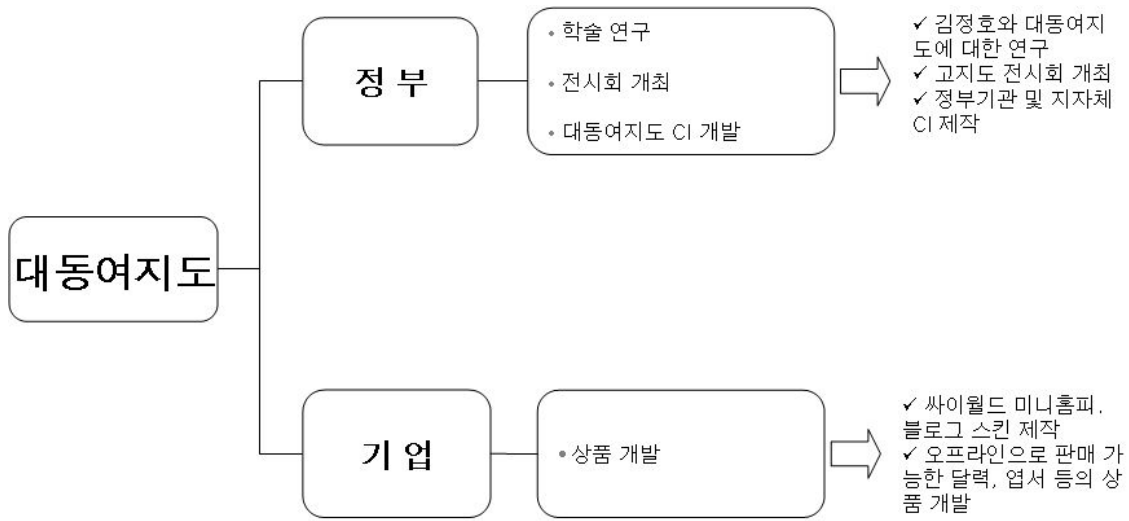 대동여지도
정 부
• 학술 연구
• 전시회 개최
• 대동여지도 CI 개발
✓ 김정호와 대동여지
도에 대한 연구
✓ 고지도 전시회 개최
✓ 정부기관 및 지자체
CI 제작
기 업
• 상품 개발
✓ 싸이월드 미니홈피.
블로그 스킨 제작
✓ 오프라인으로 판매 가
능한 달력, 엽서 등의 상
품 개발